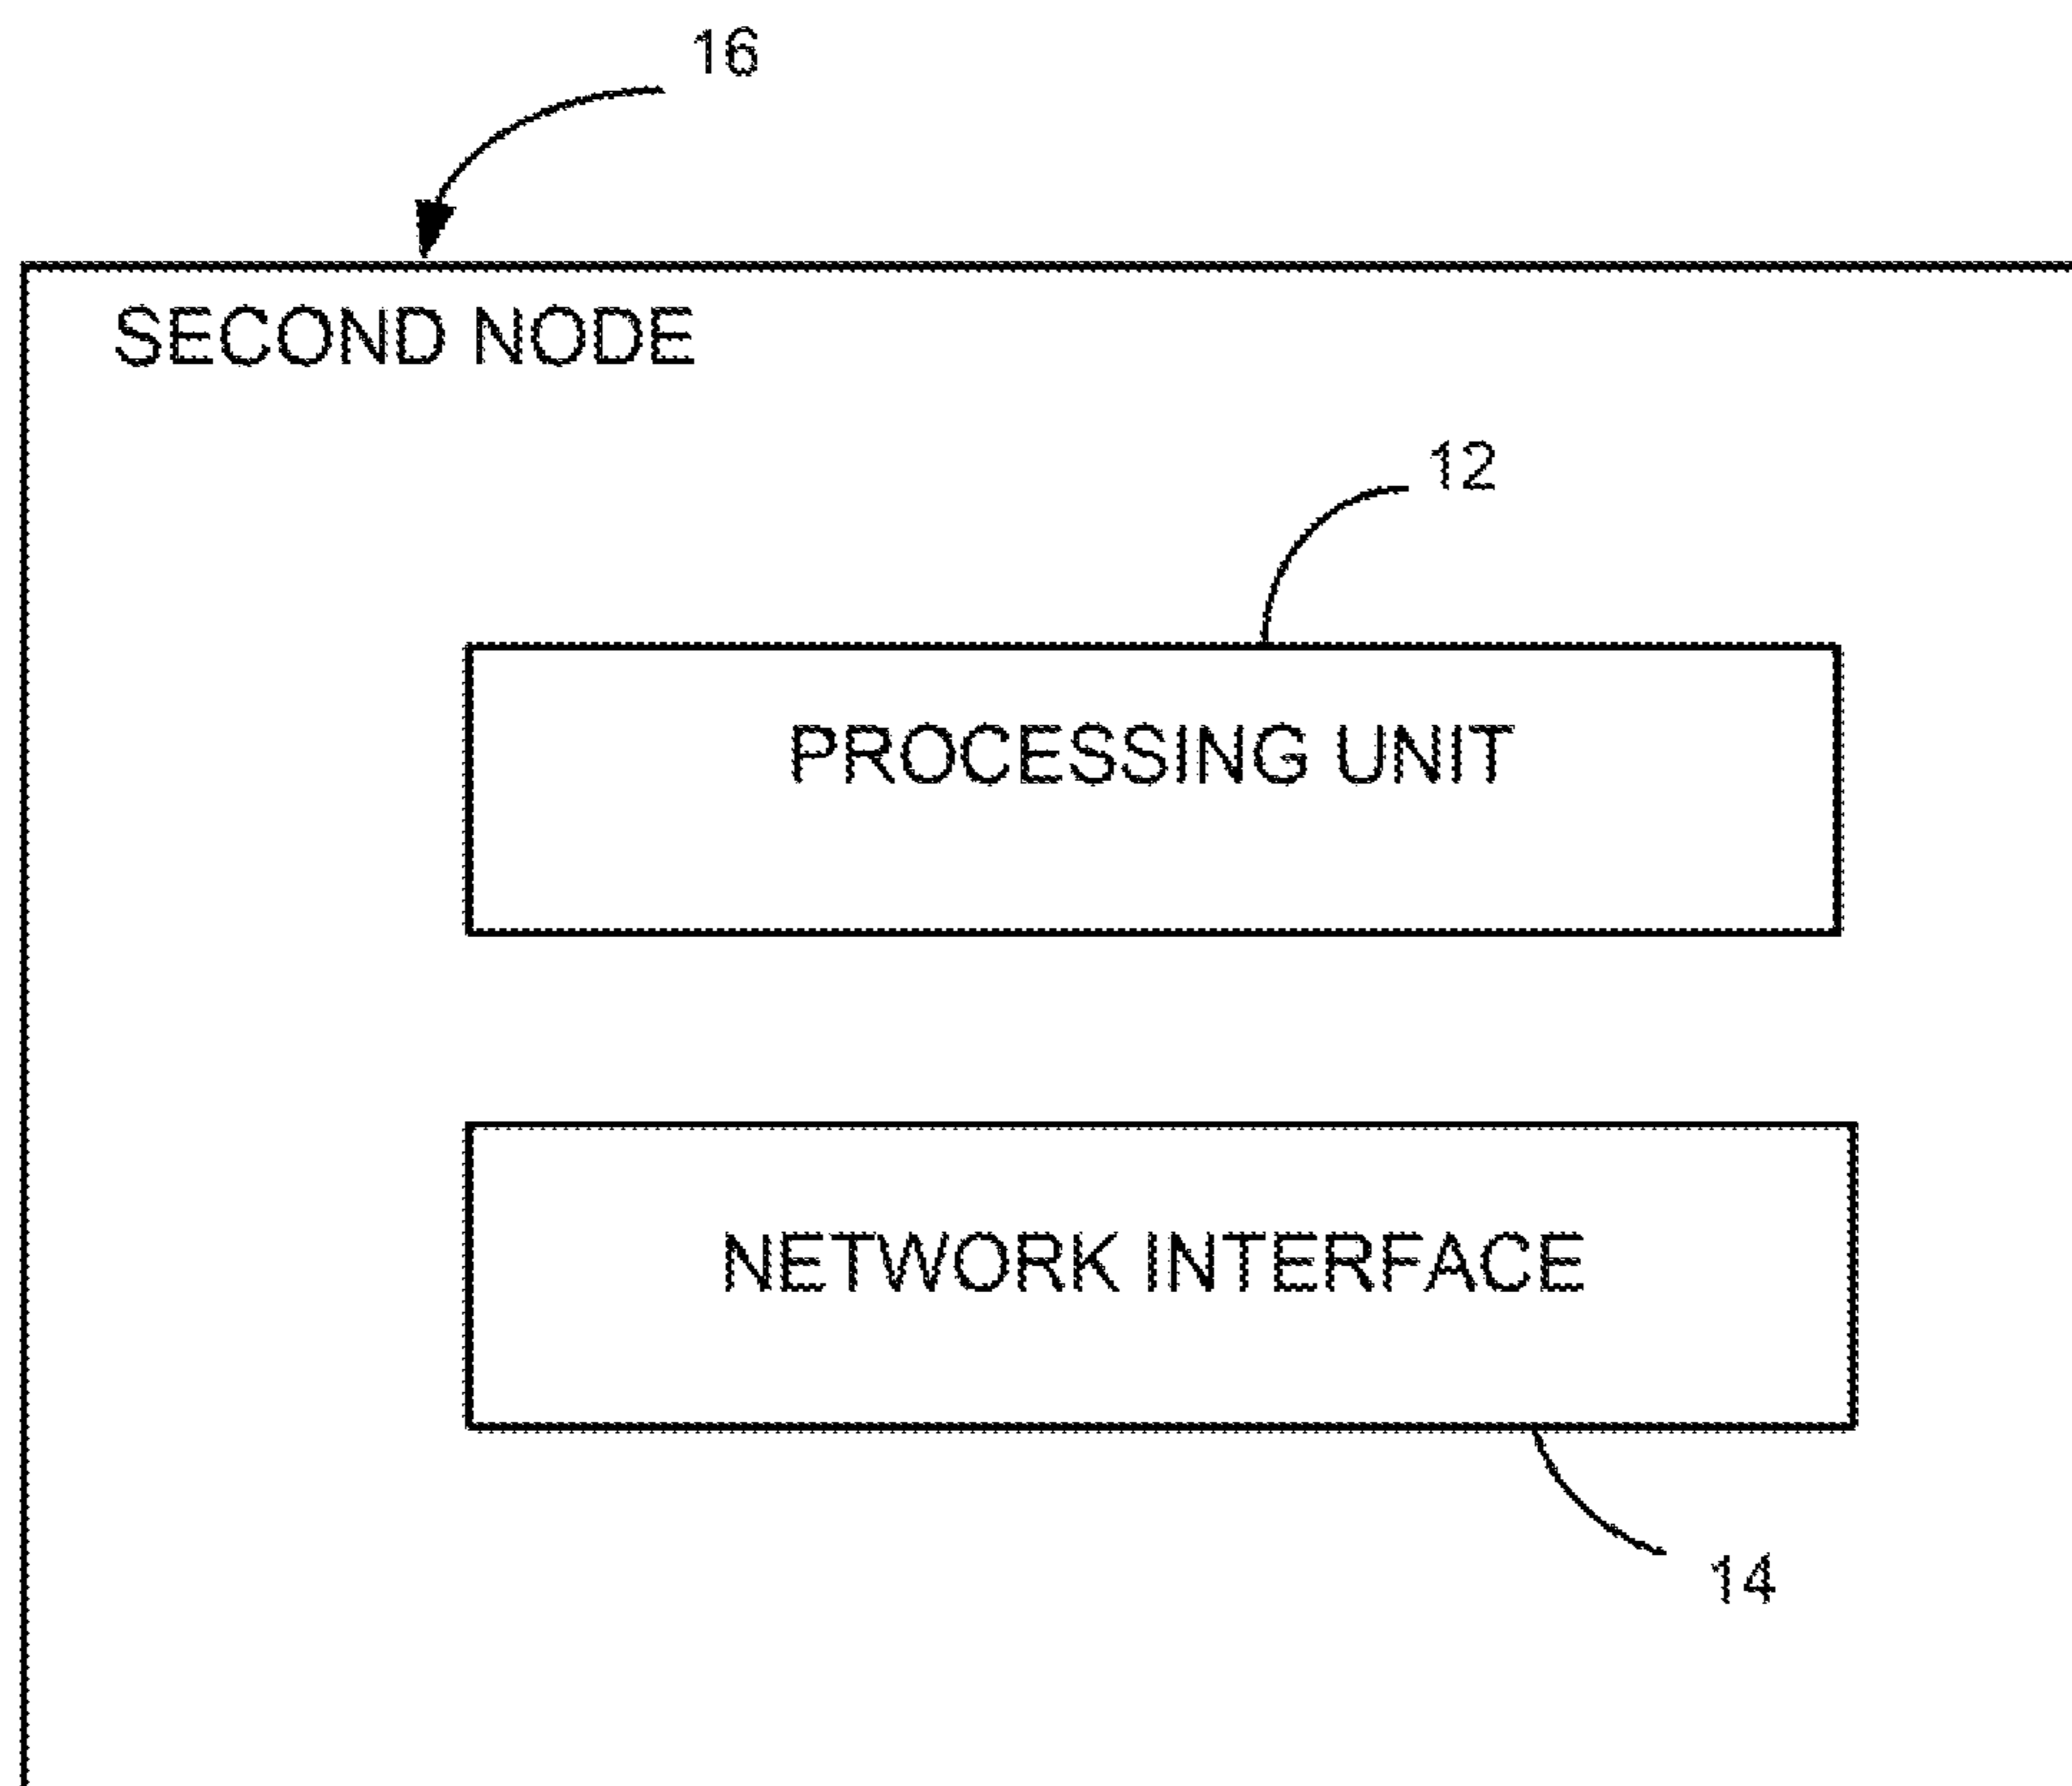 16
SECOND NODE
12
PROCESSING UNIT
NETWORK INTERFACE
14